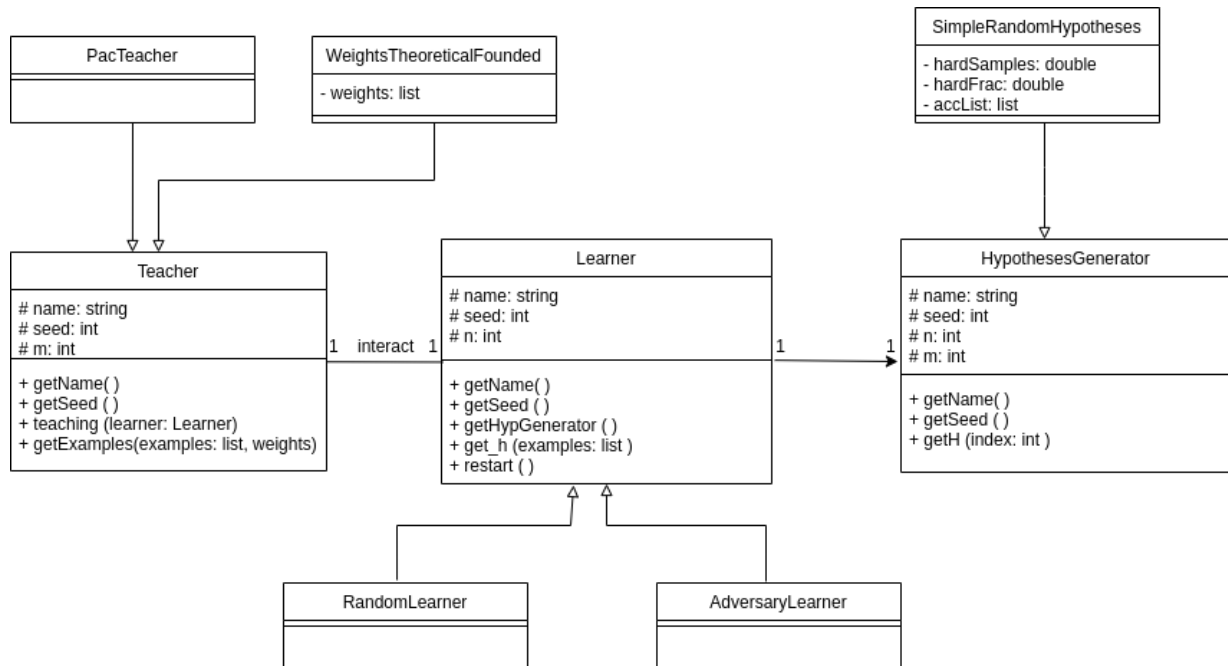 PacTeacher
WeightsTheoreticalFounded
- weights: list
SimpleRandomHypotheses
- hardSamples: double
- hardFrac: double
- accList: list
Teacher
# name: string
# seed: int
# m: int
+ getName( )
+ getSeed ( )
+ teaching (learner: Learner)
+ getExamples(examples: list, weights)
1 interact 1
Learner
# name: string
# seed: int
# n: int
+ getName( )
+ getSeed ( )
+ getHypGenerator ( )
+ get_h (examples: list )
+ restart ( )
1 1
HypothesesGenerator
# name: string
# seed: int
# n: int
# m: int
+ getName( )
+ getSeed ( )
+ getH (index: int )
RandomLearner
AdversaryLearner